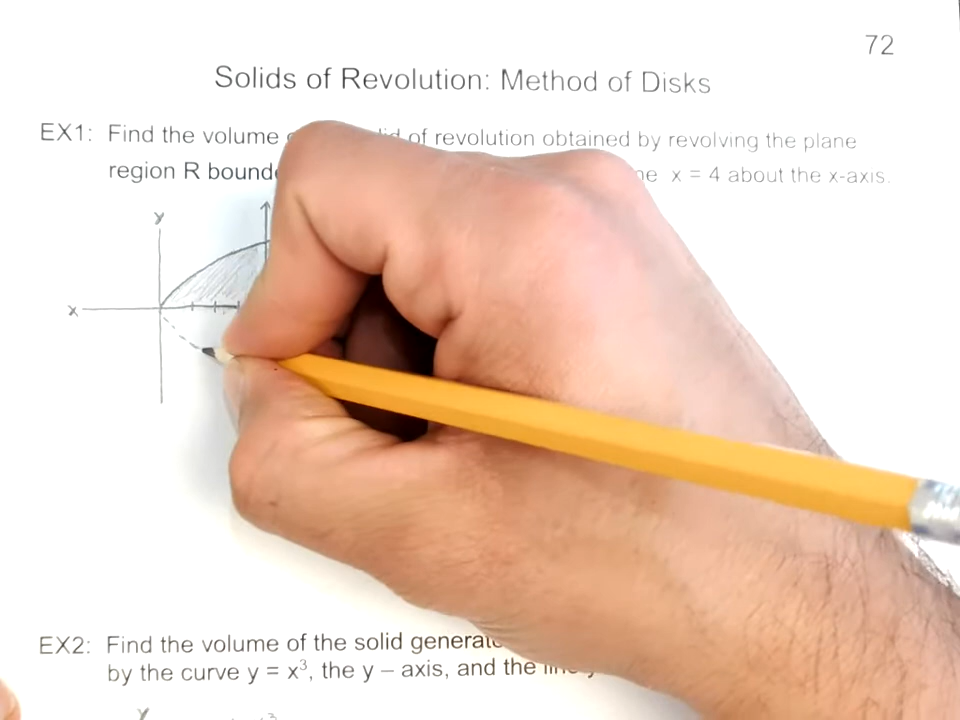 72
Solids of Revolution: Method of Disks
EX1: Find the volume of revolution obtained by revolving the plane
region R x = 4 about the x-axis.
y
x
EX2: Find the volume of the solid
by the curve y = x³, the y – axis, and the
y